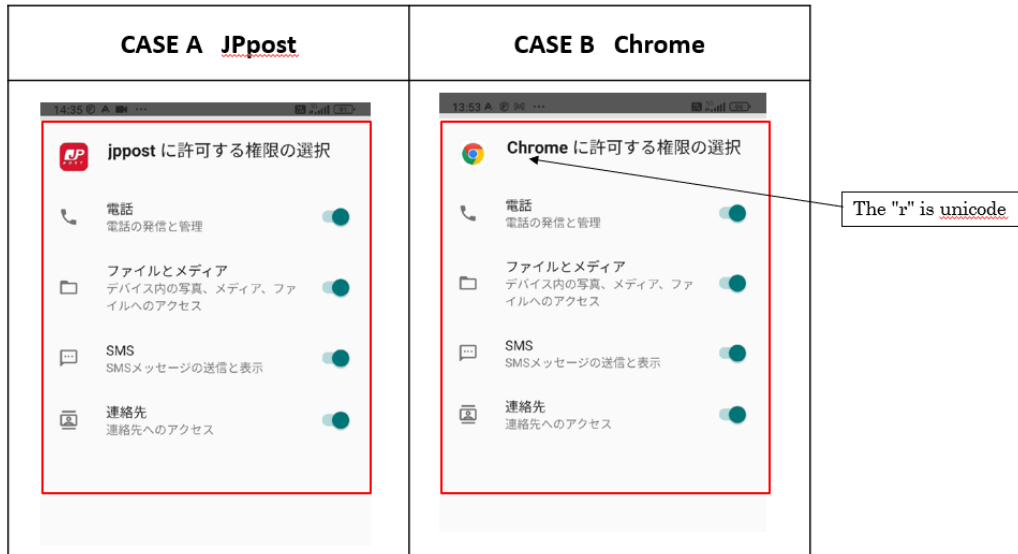 CASE A JPpost
CASE B Chrome
14:35
jppost に許可する権限の選択
電話
電話の発信と管理
ファイルとメディア
デバイス内の写真、メディア、ファ
イルへのアクセス
SMS
SMSメッセージの送信と表示
連絡先
連絡先へのアクセス
13:53
Chrome に許可する権限の選択
電話
電話の発信と管理
ファイルとメディア
デバイス内の写真、メディア、ファ
イルへのアクセス
SMS
SMSメッセージの送信と表示
連絡先
連絡先へのアクセス
The "r" is unicode